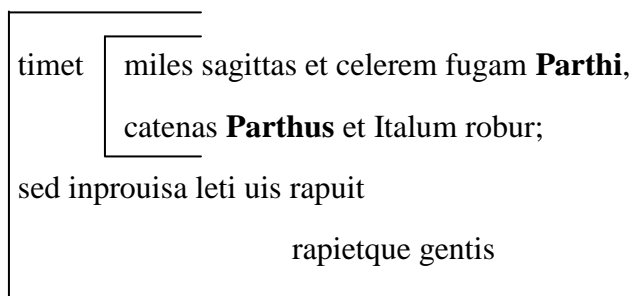 timet miles sagittas et celerem fugam Parthi,
catenas Parthus et Italum robur;
sed inprouisa leti uis rapuit
rapietque gentis